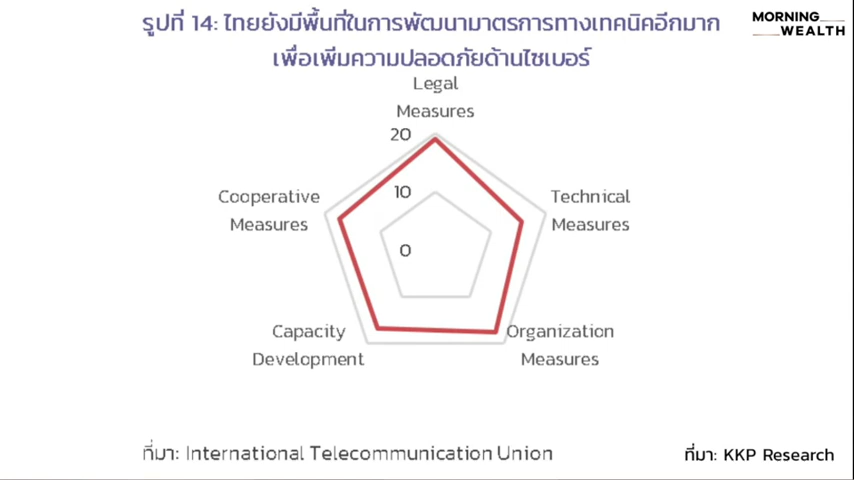 รูปที่ 14: ไทยยังมีพื้นที่ในการพัฒนามาตรการทางเทคนิคอีกมาก
เพื่อเพิ่มความปลอดภัยด้านไซเบอร์
MORNING
WEALTH
Legal
Measures
20
10
0
Cooperative
Measures
Technical
Measures
Capacity
Development
Organization
Measures
ที่มา: International Telecommunication Union
ที่มา: KKP Research